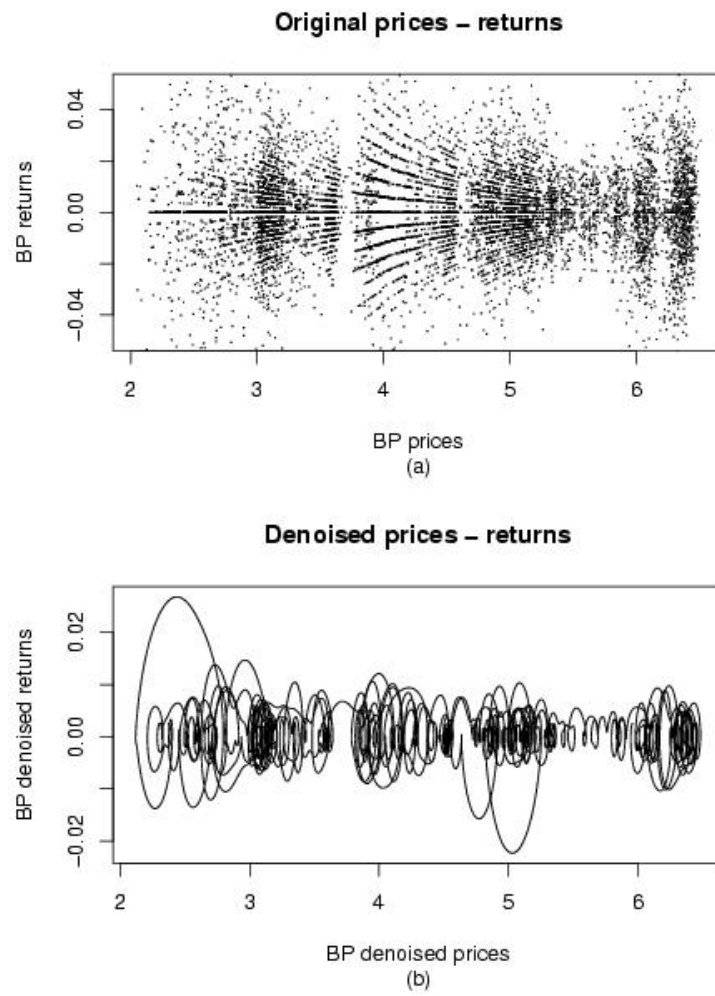 Original prices – returns
BP returns
0.04
0.00
−0.04
2 3 4 5 6
BP prices
(a)
Denoised prices – returns
BP denoised returns
0.02
0.00
−0.02
2 3 4 5 6
BP denoised prices
(b)